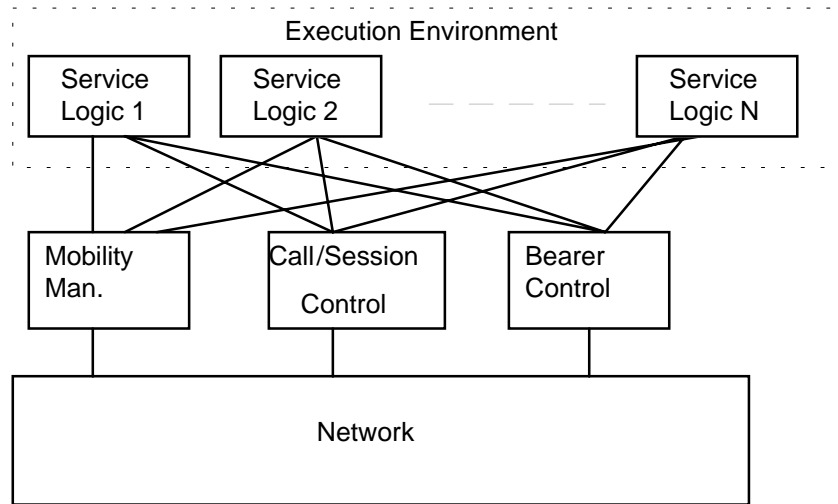 Execution Environment
Service
Logic 1
Service
Logic 2
Service
Logic N
Mobility
Man.
Call/Session
Control
Bearer
Control
Network